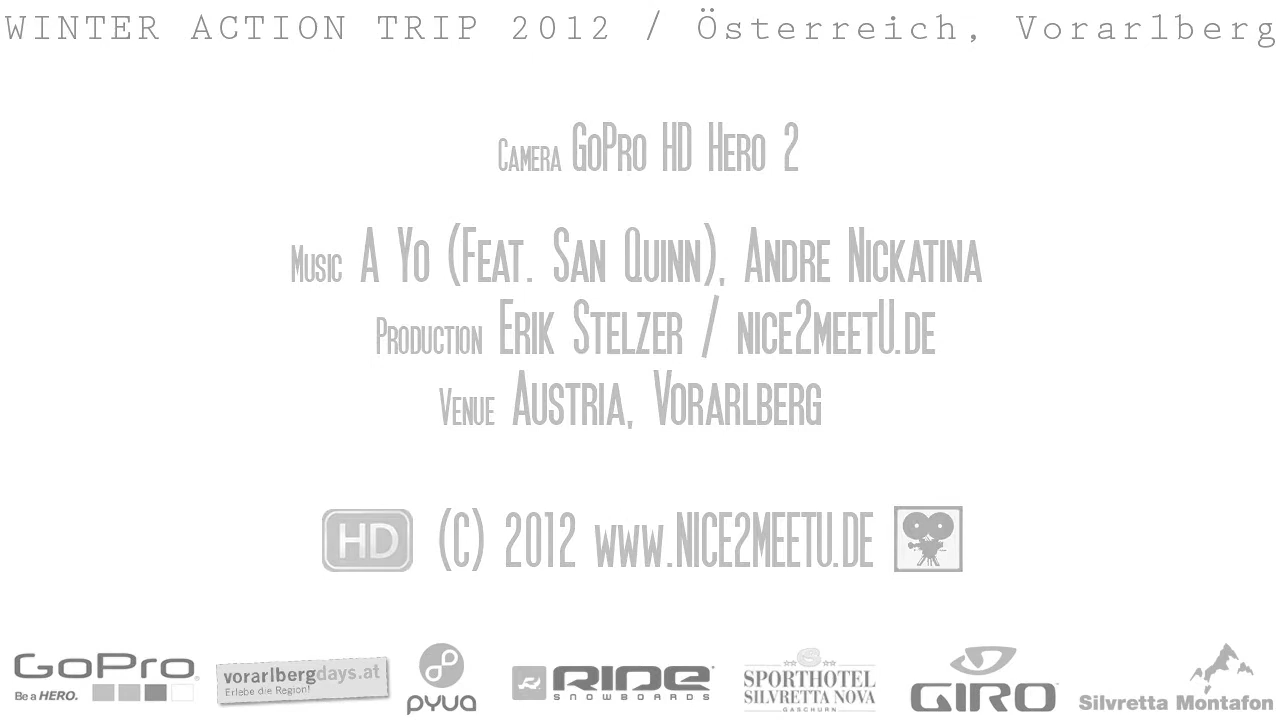 WINTER ACTION TRIP 2012 / Österreich, Vorarlberg
Camera GoPro HD Hero 2
Music A Yo (Feat. San Quinn), Andre Nickatina
Production Erik Stelzer / nice2meetU.de
Venue Austria, Vorarlberg
HD (C) 2012 www.NICE2MEETU.DE
GoPro
Be a HERO.
vorarlbergdays.at
Erlebe die Region!
PYUA
RIDE
SNOWBOARDS
SPORTHOTEL
SILVRETTA NOVA
GASCHURN
GIRO
Silvretta Montafon